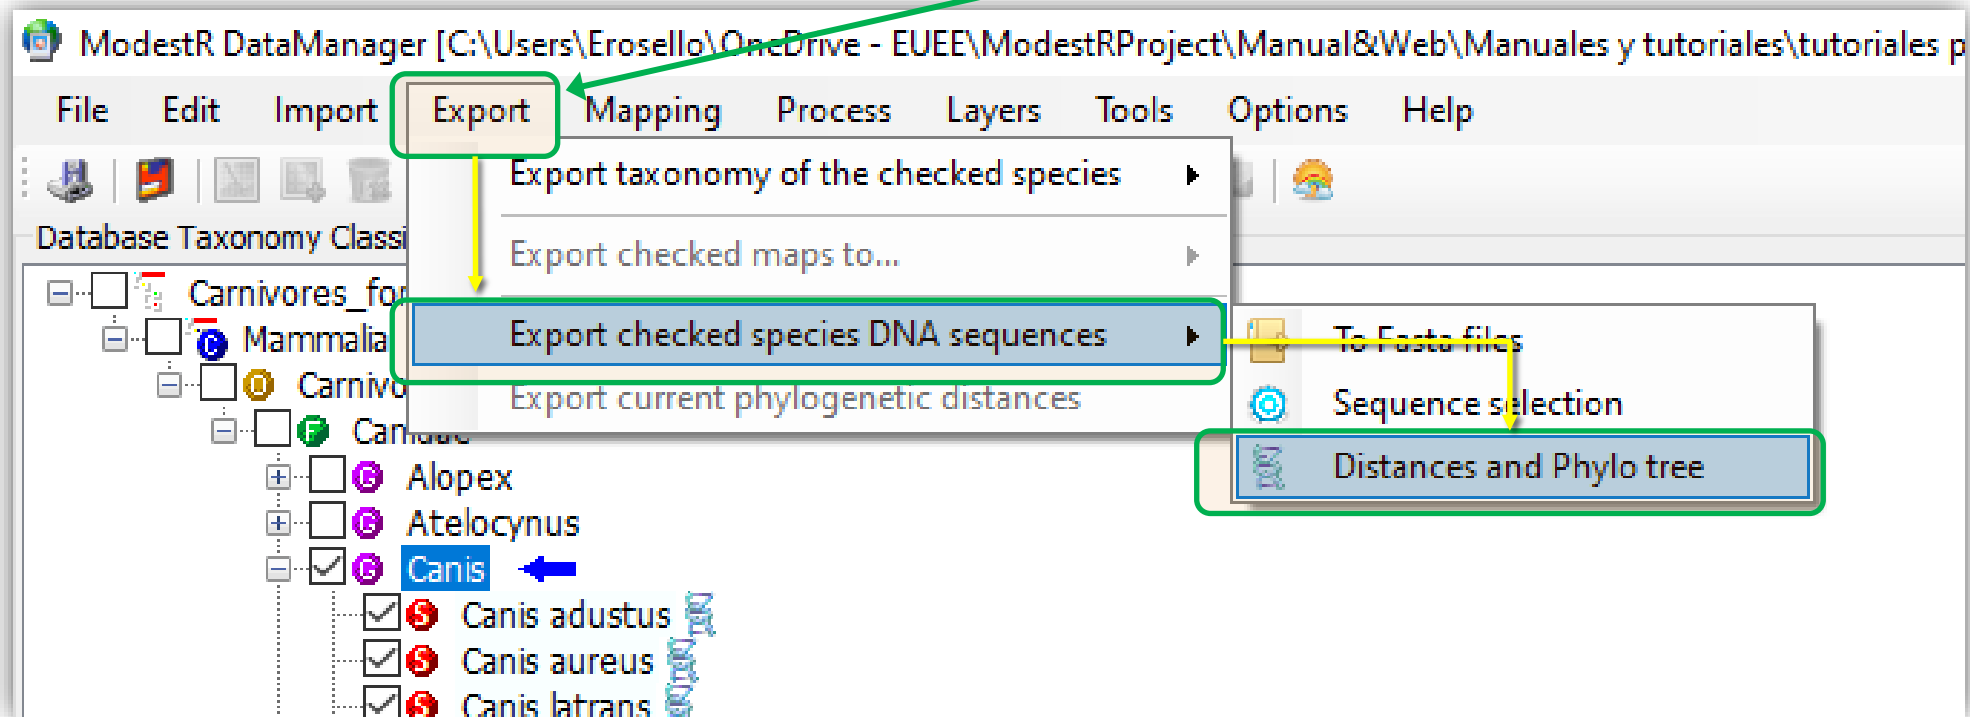 ModestR DataManager [C:\Users\Erosello\OneDrive - EUEE\ModestRProject\Manual&Web\Manuales y tutoriales\tutoriales p
File Edit Import Export Mapping Process Layers Tools Options Help
Export taxonomy of the checked species
Database Taxonomy Classi
Export checked maps to...
Carnivores_for
Export checked species DNA sequences
To Fasta files
Mammalia
Carnivo
Export current phylogenetic distances
Sequence selection
Canidae
Distances and Phylo tree
Alopex
Atelocynus
Canis
Canis adustus
Canis aureus
Canis latrans